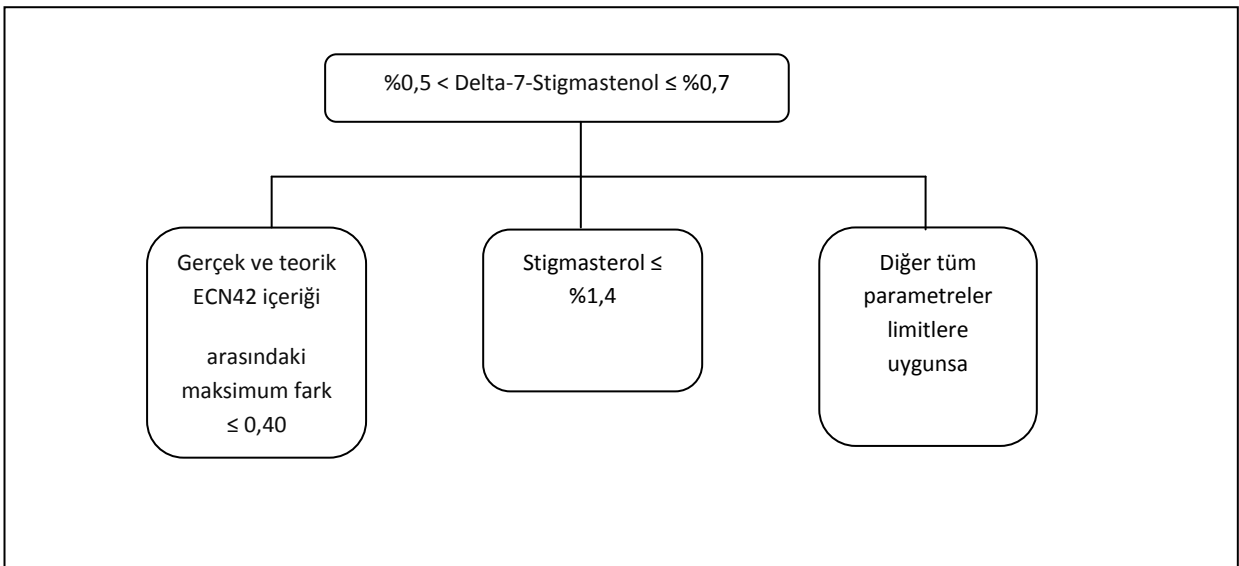 %0,5 < Delta-7-Stigmastenol ≤ %0,7
Gerçek ve teorik
ECN42 içeriği
arasındaki
maksimum fark
≤ 0,40
Stigmasterol ≤
%1,4
Diğer tüm
parametreler
limitlere
uygunsa